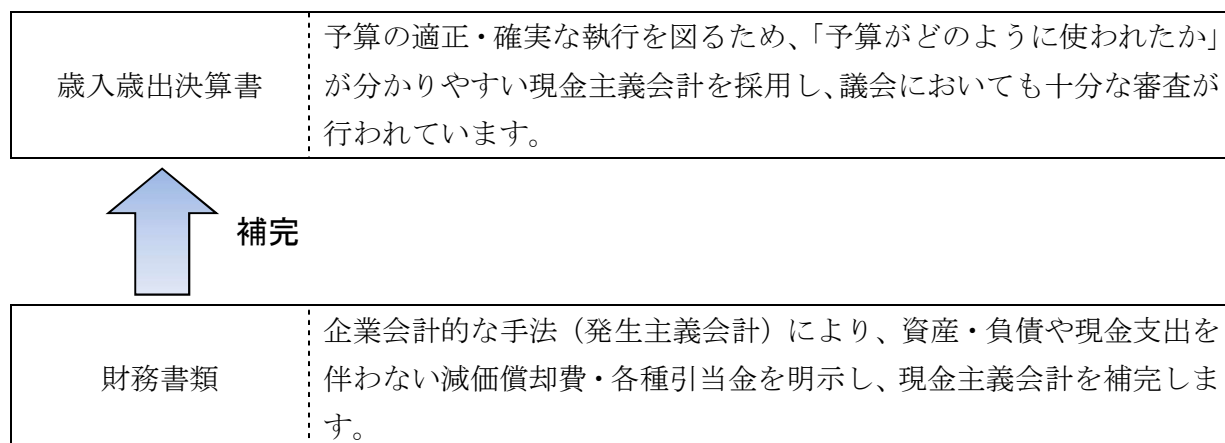 歳入歳出決算書
予算の適正・確実な執行を図るため、「予算がどのように使われたか」
が分かりやすい現金主義会計を採用し、議会においても十分な審査が
行われています。
補完
財務書類
企業会計的な手法（発生主義会計）により、資産・負債や現金支出を
伴わない減価償却費・各種引当金を明示し、現金主義会計を補完しま
す。